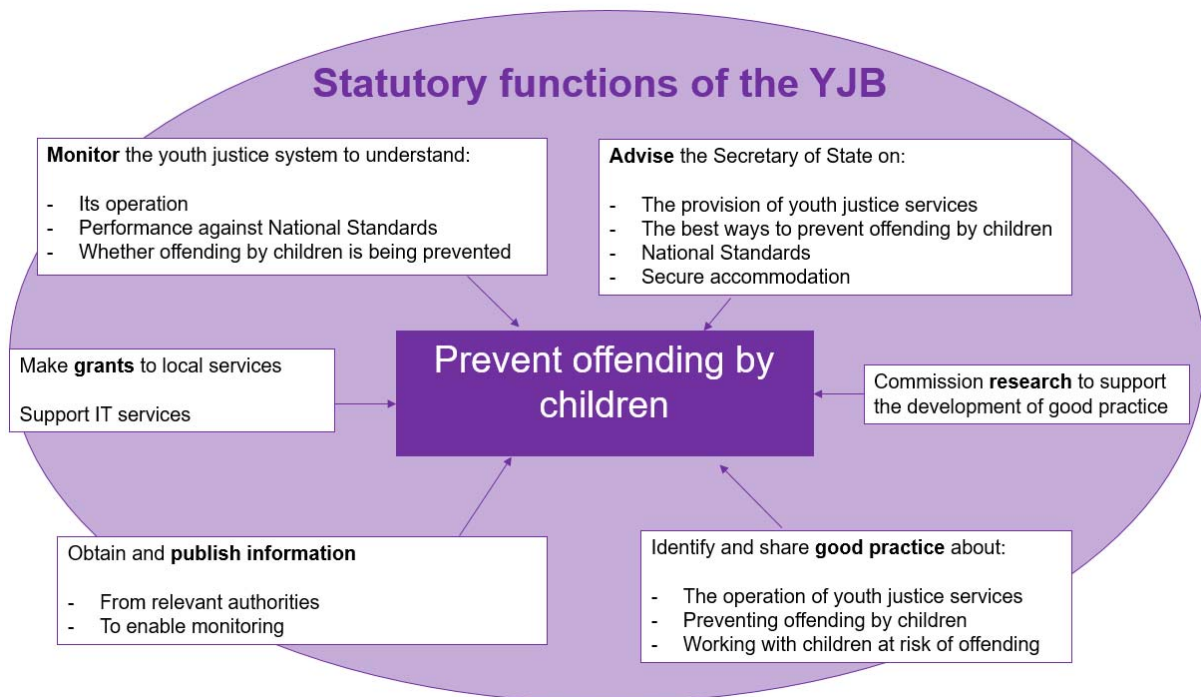 Statutory functions of the YJB
Monitor the youth justice system to understand:
- Its operation
- Performance against National Standards
- Whether offending by children is being prevented
Advise the Secretary of State on:
- The provision of youth justice services
- The best ways to prevent offending by children
- National Standards
- Secure accommodation
Make grants to local services
Support IT services
Prevent offending by
children
Commission research to support
the development of good practice
Obtain and publish information
- From relevant authorities
- To enable monitoring
Identify and share good practice about:
- The operation of youth justice services
- Preventing offending by children
- Working with children at risk of offending